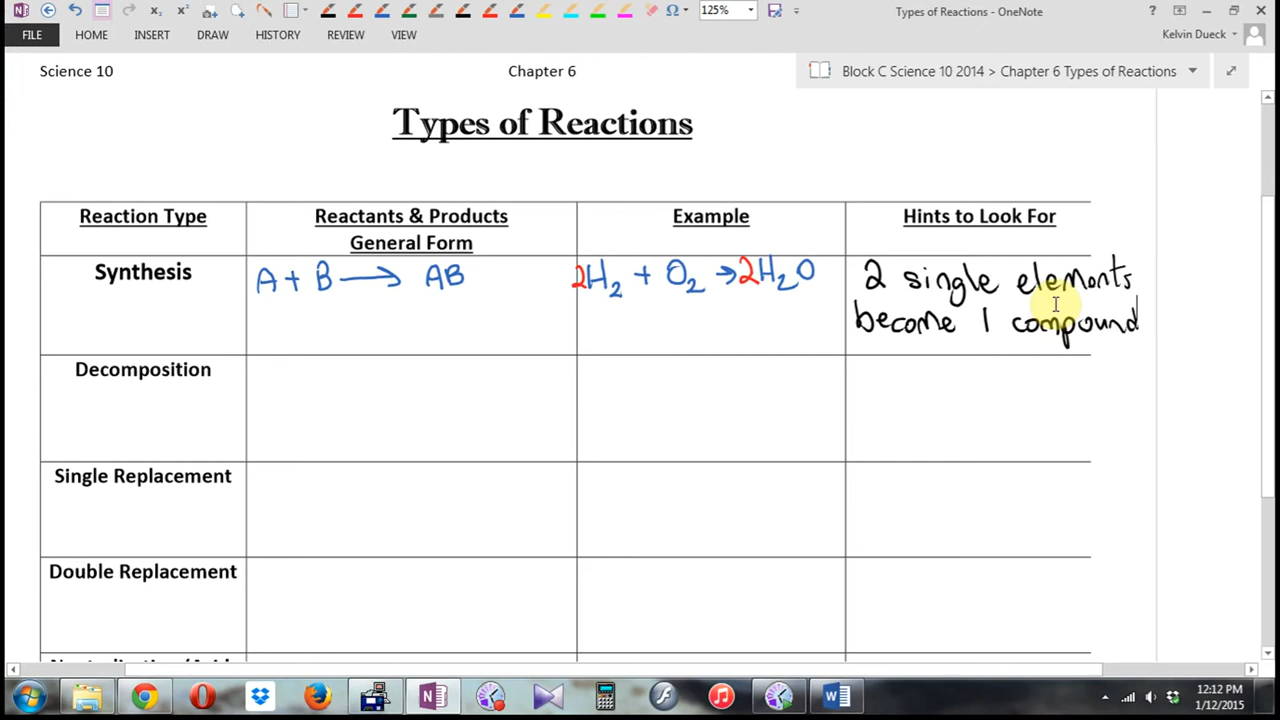 125%
Types of Reactions - OneNote
FILE HOME INSERT DRAW HISTORY REVIEW VIEW
Kelvin Dueck
Science 10
Chapter 6
Block C Science 10 2014 > Chapter 6 Types of Reactions
Types of Reactions
Reaction Type
Reactants & Products
General Form
Example
Hints to Look For
Synthesis
A + B → AB
2H₂ + O₂ → 2H₂O
2 single elements
become 1 compound
Decomposition
Single Replacement
Double Replacement
12:12 PM
1/12/2015